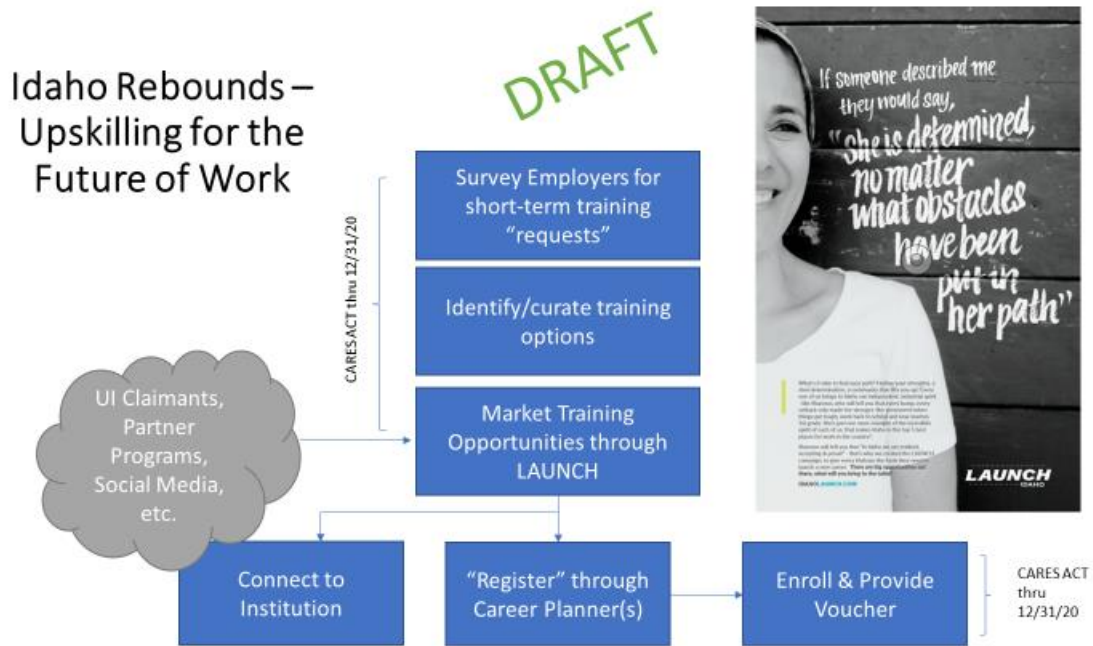 Idaho Rebounds –
Upskilling for the
Future of Work
DRAFT
CARES ACT thru 12/31/20
Survey Employers for
short-term training
“requests”
Identify/curate training
options
Market Training
Opportunities through
LAUNCH
UI Claimants,
Partner
Programs,
Social Media,
etc.
Connect to
Institution
“Register” through
Career Planner(s)
Enroll & Provide
Voucher
CARES ACT
thru
12/31/20
If someone described me
they would say,
“She is determined,
no matter
what obstacles
have been
put in
her path”
LAUNCH
IDAHO